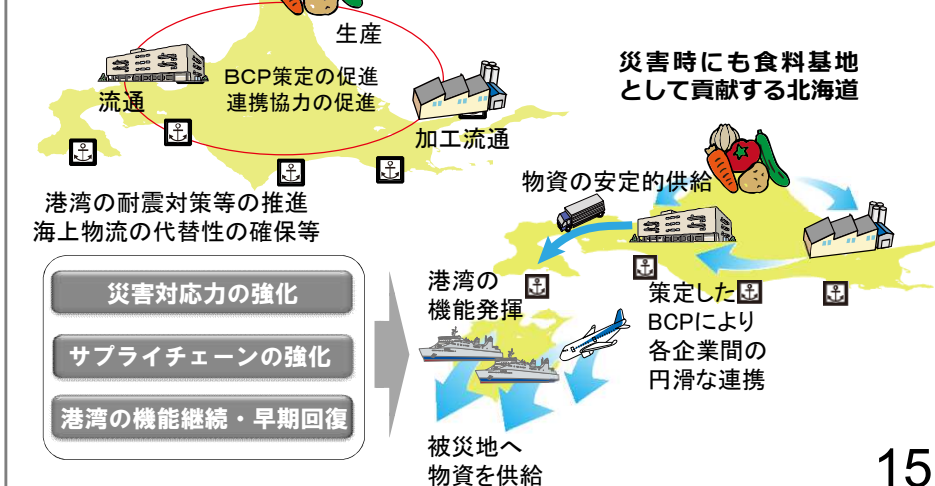 生産
BCP策定の促進
連携協力の促進
流通
加工流通
港湾の耐震対策等の推進
海上物流の代替性の確保等
災害対応力の強化
サプライチェーンの強化
港湾の機能継続・早期回復
災害時にも食料基地
として貢献する北海道
物資の安定的供給
港湾の
機能発揮
策定した
BCPにより
各企業間の
円滑な連携
被災地へ
物資を供給
15